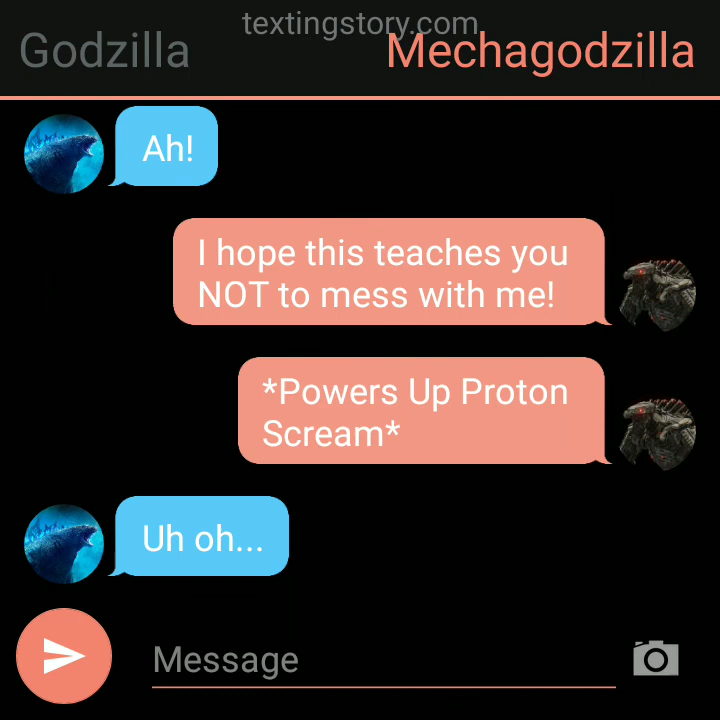 textingstory.com
Godzilla
Mechagodzilla
Ah!
I hope this teaches you
NOT to mess with me!
*Powers Up Proton
Scream*
Uh oh...
Message